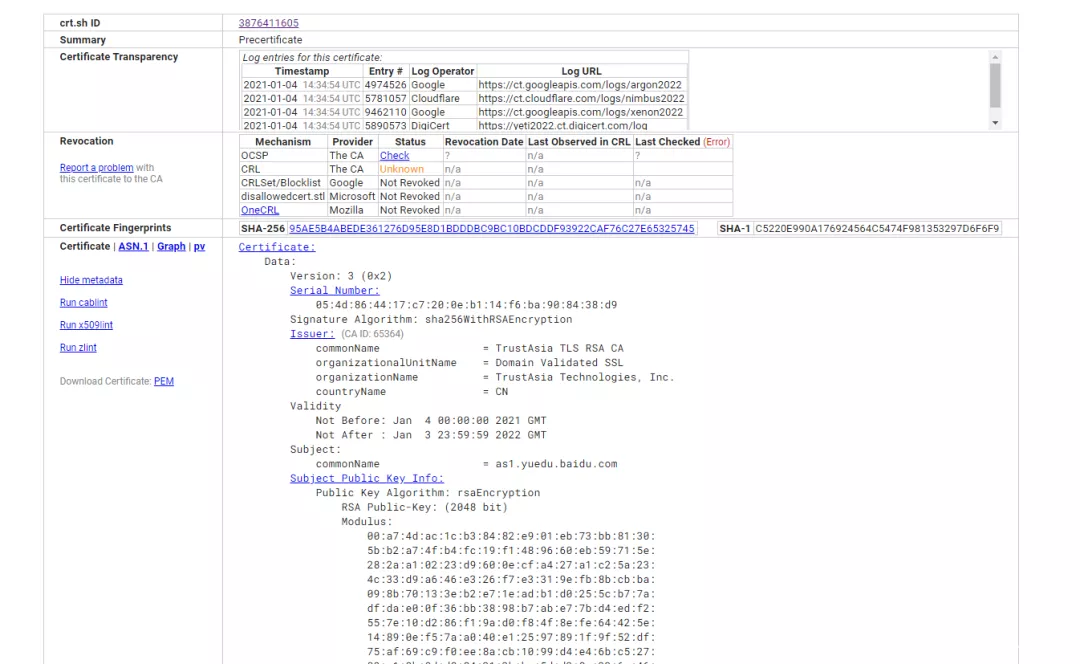 crt.sh ID 3876411605
Summary Precertificate
Certificate Transparency Log entries for this certificate:
Timestamp Entry # Log Operator Log URL
2021-01-04 14:34:54 UTC 4974526 Google https://ct.googleapis.com/logs/argon2022
2021-01-04 14:34:54 UTC 5781057 Cloudflare https://ct.cloudflare.com/logs/nimbus2022
2021-01-04 14:34:54 UTC 9462110 Google https://ct.googleapis.com/logs/xenon2022
2021-01-04 14:34:54 UTC 5890573 DigiCert https://yeti2022.ct.digicert.com/log
Revocation Mechanism Provider Status Revocation Date Last Observed in CRL Last Checked (Error)
OCSP The CA Check ? n/a ?
Report a problem with CRL The CA Unknown n/a n/a
this certificate to the CA CRLSet/Blocklist Google Not Revoked n/a n/a n/a
disallowedcert.stl Microsoft Not Revoked n/a n/a n/a
OneCRL Mozilla Not Revoked n/a n/a n/a
Certificate Fingerprints SHA-256 95AE5B4ABEDE361276D95E8D1BDDDBC9BC10BDCDDF93922CAF76C27E65325745 SHA-1 C5220E990A176924564C5474F981353297D6F6F9
Certificate | ASN.1 | Graph | pv Certificate:
Data:
Version: 3 (0x2)
Hide metadata Serial Number:
Run cablint 05:4d:86:44:17:c7:20:0e:b1:14:f6:ba:90:84:38:d9
Signature Algorithm: sha256WithRSAEncryption
Run x509lint Issuer: (CA ID: 65364)
Run zlint commonName = TrustAsia TLS RSA CA
organizationalUnitName = Domain Validated SSL
organizationName = TrustAsia Technologies, Inc.
Download Certificate: PEM countryName = CN
Validity
Not Before: Jan 4 00:00:00 2021 GMT
Not After : Jan 3 23:59:59 2022 GMT
Subject:
commonName = as1.yuedu.baidu.com
Subject Public Key Info:
Public Key Algorithm: rsaEncryption
RSA Public-Key: (2048 bit)
Modulus:
00:a7:4d:ac:1c:b3:84:82:e9:01:eb:73:bb:81:30:
5b:b2:a7:4f:b4:fc:19:f1:48:96:60:eb:59:71:5e:
28:2a:a1:02:23:d9:60:0e:cf:a4:27:a1:c2:5a:23:
4c:33:d9:a6:46:e3:26:f7:e3:31:9e:fb:8b:cb:ba:
09:8b:70:13:3e:b2:e7:1e:ad:b1:d0:25:5c:b7:7a:
df:da:e0:0f:36:bb:38:98:b7:ab:e7:7b:d4:ed:f2:
55:7e:10:d2:86:f1:9a:d0:f8:4f:8e:fe:64:42:5e:
14:89:0e:f5:7a:a0:40:e1:25:97:89:1f:9f:52:df:
75:af:69:c9:f0:ee:8a:cb:10:99:d4:e4:6b:c5:27: